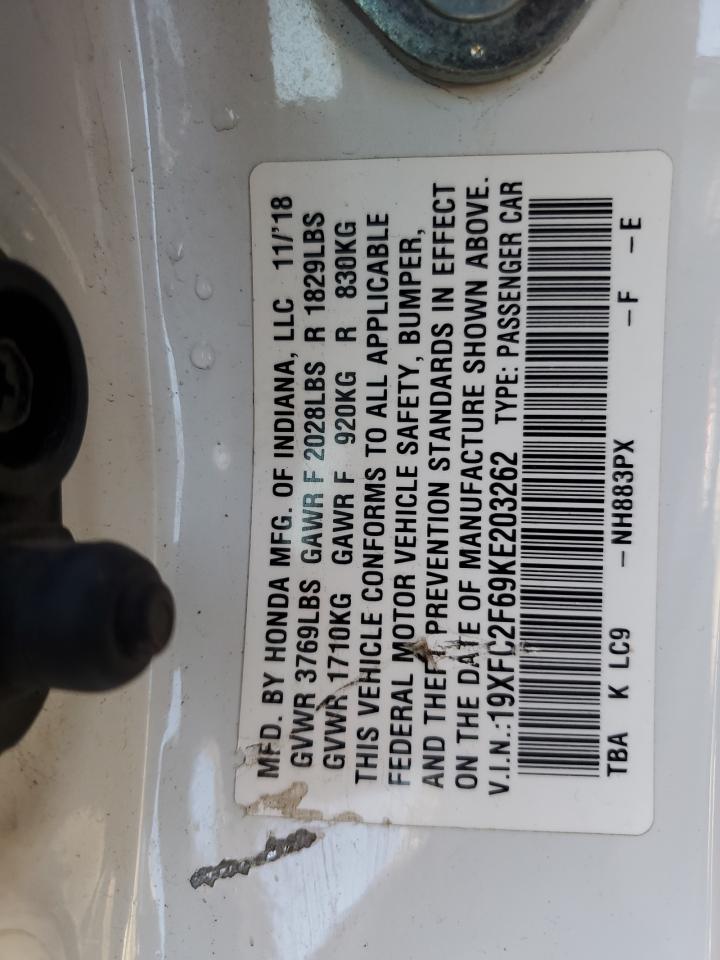 MFD. BY HONDA MFG. OF INDIANA, LLC 11/'18
GVWR 3769LBS GAWR F 2028LBS R 1829LBS
GVWR 1710KG GAWR F 920KG R 830KG
THIS VEHICLE CONFORMS TO ALL APPLICABLE
FEDERAL MOTOR VEHICLE SAFETY, BUMPER,
AND THEFT PREVENTION STANDARDS IN EFFECT
ON THE DATE OF MANUFACTURE SHOWN ABOVE.
V.I.N.:19XFC2F69KE203262 TYPE: PASSENGER CAR
TBA K LC9 –NH883PX –F –E